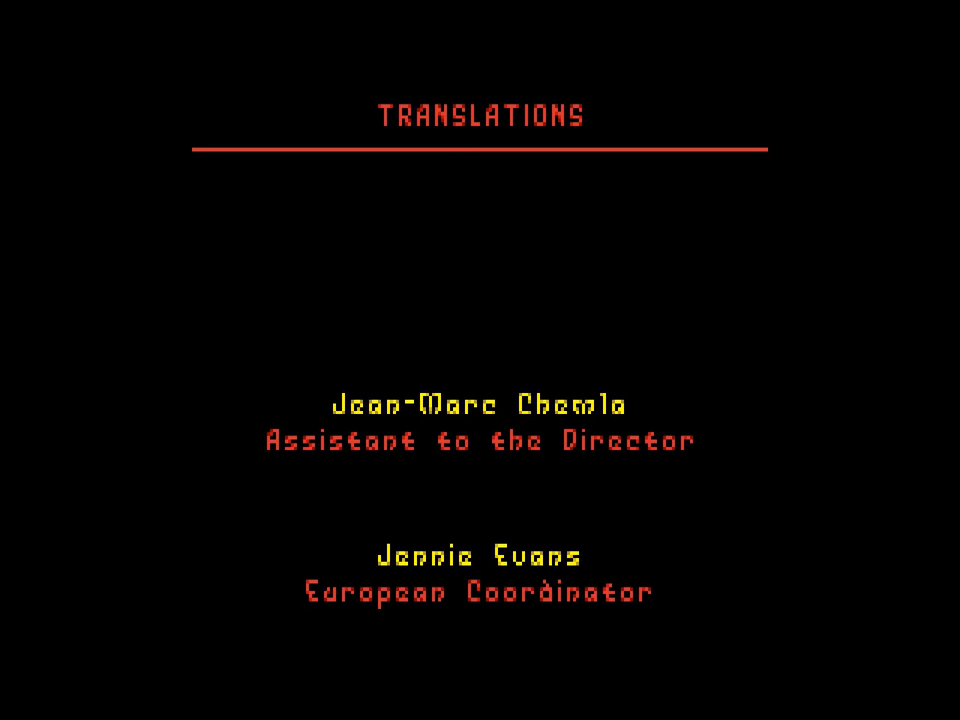 TRANSLATIONS
Jean-Marc Chemla
Assistant to the Director
Jennie Evans
European Coordinator